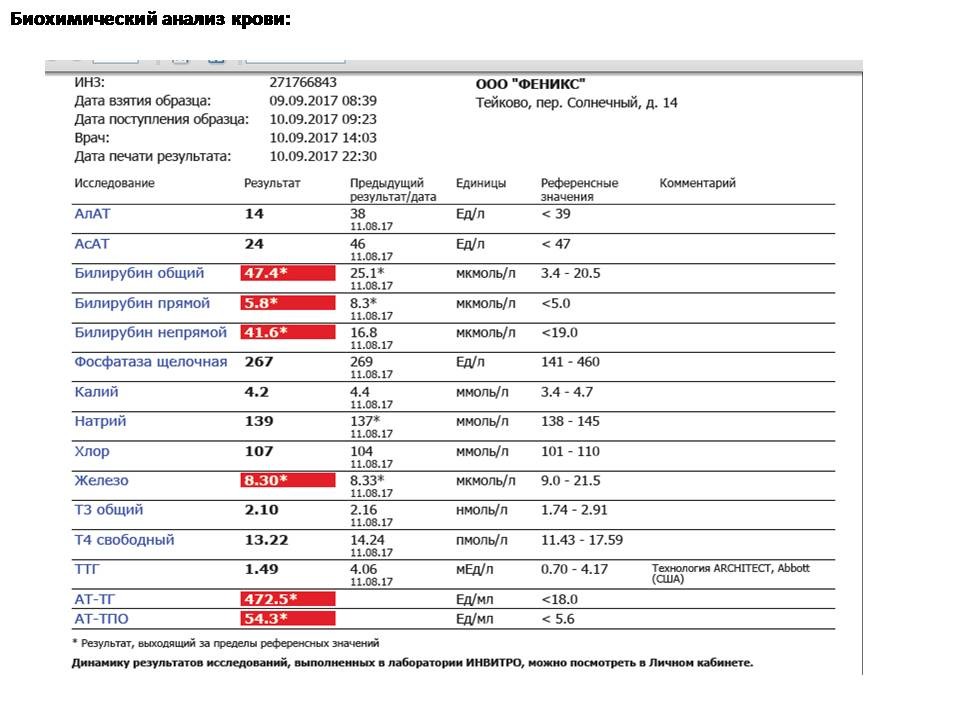 Биохимический анализ крови:
ИНЗ: 271766843 ООО "ФЕНИКС"
Дата взятия образца: 09.09.2017 08:39 Тейково, пер. Солнечный, д. 14
Дата поступления образца: 10.09.2017 09:23
Врач: 10.09.2017 14:03
Дата печати результата: 10.09.2017 22:30
Исследование Результат Предыдущий результат/дата Единицы Референсные значения Комментарий
АлАТ 14 38 Ед/л < 39
11.08.17
АсАТ 24 46 Ед/л < 47
11.08.17
Билирубин общий 47.4* 25.1* мкмоль/л 3.4 - 20.5
11.08.17
Билирубин прямой 5.8* 8.3* мкмоль/л <5.0
11.08.17
Билирубин непрямой 41.6* 16.8 мкмоль/л <19.0
11.08.17
Фосфатаза щелочная 267 269 Ед/л 141 - 460
11.08.17
Калий 4.2 4.4 ммоль/л 3.4 - 4.7
11.08.17
Натрий 139 137* ммоль/л 138 - 145
11.08.17
Хлор 107 104 ммоль/л 101 - 110
11.08.17
Железо 8.30* 8.33* мкмоль/л 9.0 - 21.5
11.08.17
Т3 общий 2.10 2.16 нмоль/л 1.74 - 2.91
11.08.17
Т4 свободный 13.22 14.24 пмоль/л 11.43 - 17.59
11.08.17
ТТГ 1.49 4.06 мЕд/л 0.70 - 4.17 Технология ARCHITECT, Abbott
11.08.17 (США)
АТ-ТГ 472.5* Ед/мл <18.0
АТ-ТПО 54.3* Ед/мл < 5.6
* Результат, выходящий за пределы референсных значений
Динамику результатов исследований, выполненных в лаборатории ИНВИТРО, можно посмотреть в Личном кабинете.